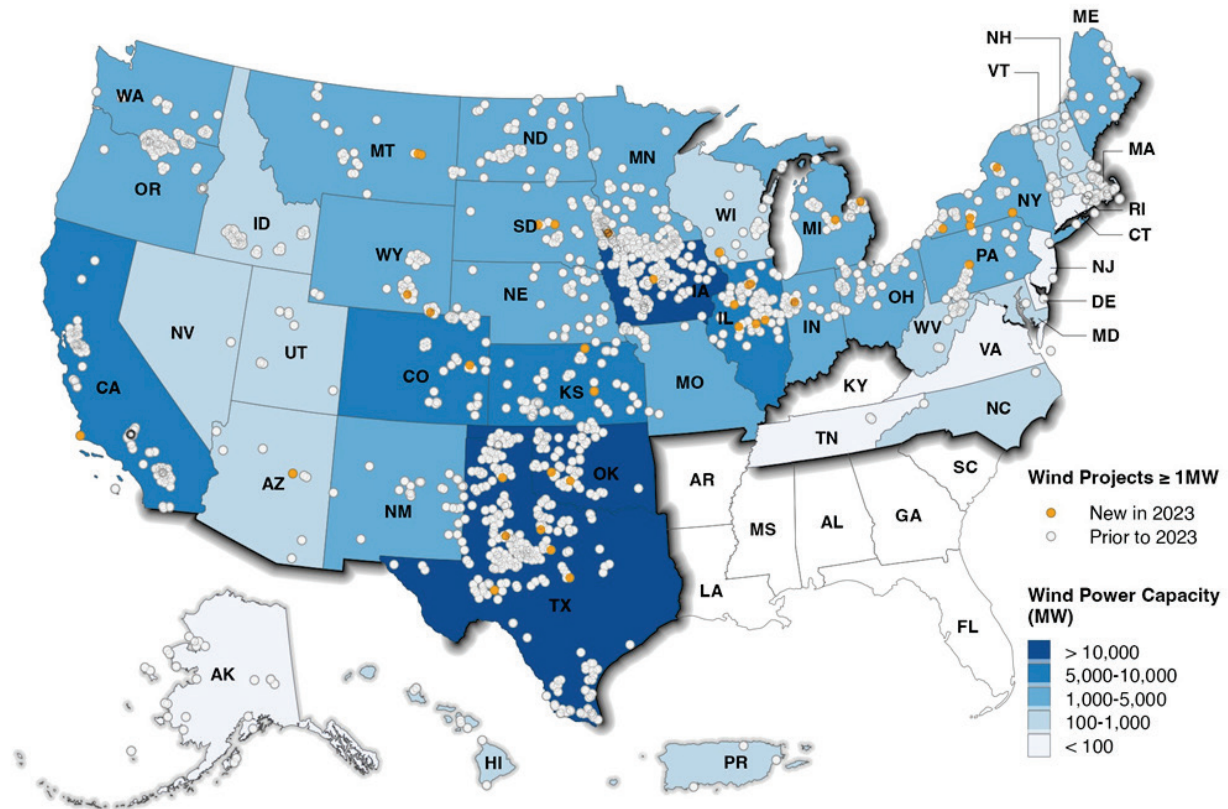 ME
NH
VT
WA
MT
ND
MN
MA
OR
ID
SD
WI
MI
NY
RI
CT
WY
NE
IA
PA
NJ
NV
UT
CO
IL
IN
OH
WV
DE
MD
VA
CA
KS
MO
KY
NC
TN
AZ
NM
OK
AR
SC
MS
AL
GA
TX
LA
FL
AK
HI
PR
Wind Projects ≥ 1MW
New in 2023
Prior to 2023
Wind Power Capacity
(MW)
> 10,000
5,000-10,000
1,000-5,000
100-1,000
< 100